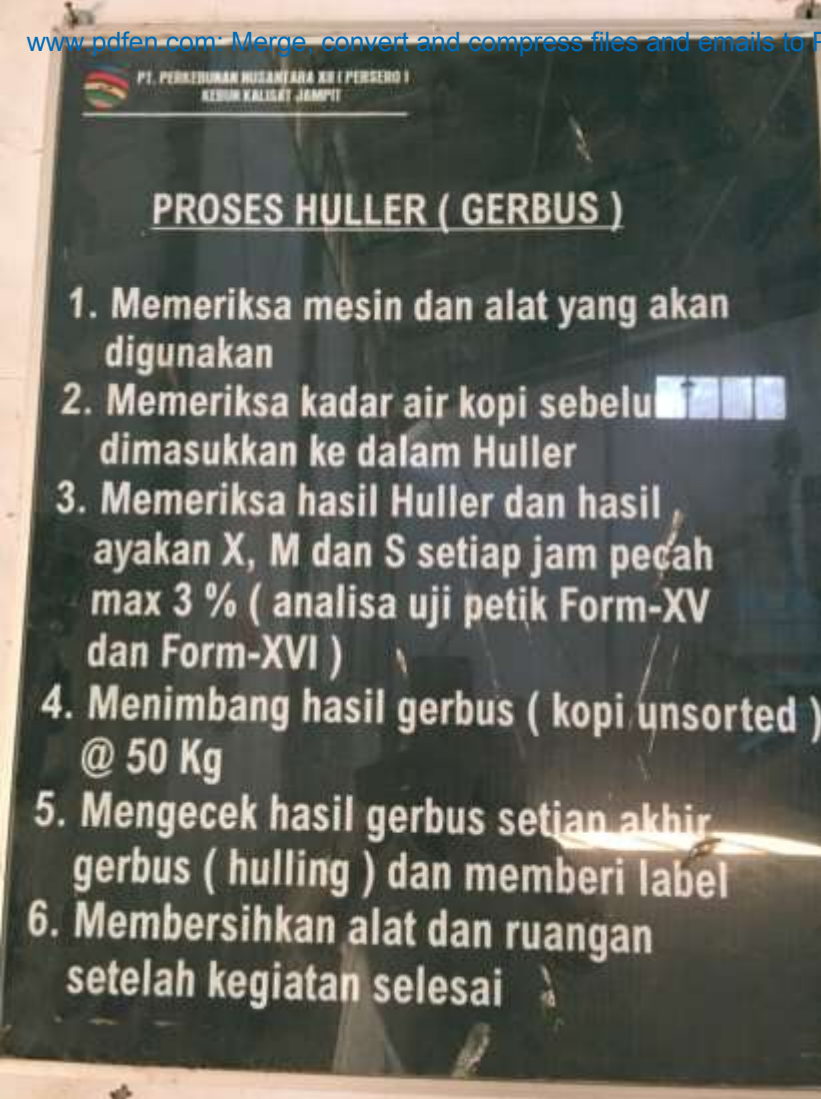 www.pdfen.com: Merge, convert and compress files and emails to
PT. PERKEBUNAN NUSANTARA XII ( PERSERO )
KEBUN KALISAT JAMPIT
PROSES HULLER ( GERBUS )
1. Memeriksa mesin dan alat yang akan
digunakan
2. Memeriksa kadar air kopi
dimasukkan ke dalam Huller
3. Memeriksa hasil Huller dan hasil
ayakan X, M dan S setiap jam pecah
max 3 % ( analisa uji petik Form-XV
dan Form-XVI )
4. Menimbang hasil gerbus ( kopi unsorted )
@ 50 Kg
5. Mengecek hasil gerbus setiap akhir
gerbus ( hulling ) dan memberi label
6. Membersihkan alat dan ruangan
setelah kegiatan selesai